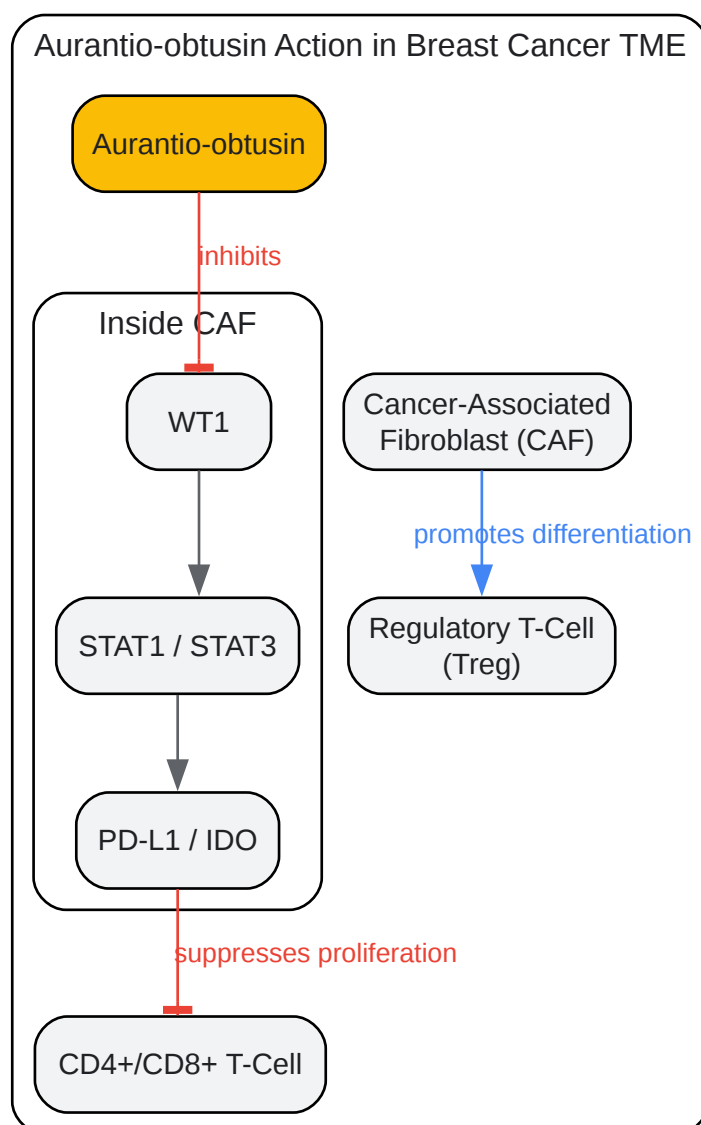 Aurantio-obtusin Action in Breast Cancer TME
Aurantio-obtusin
inhibits
Inside CAF
WT1
Cancer-Associated
Fibroblast (CAF)
promotes differentiation
STAT1 / STAT3
Regulatory T-Cell
(Treg)
PD-L1 / IDO
suppresses proliferation
CD4+/CD8+ T-Cell